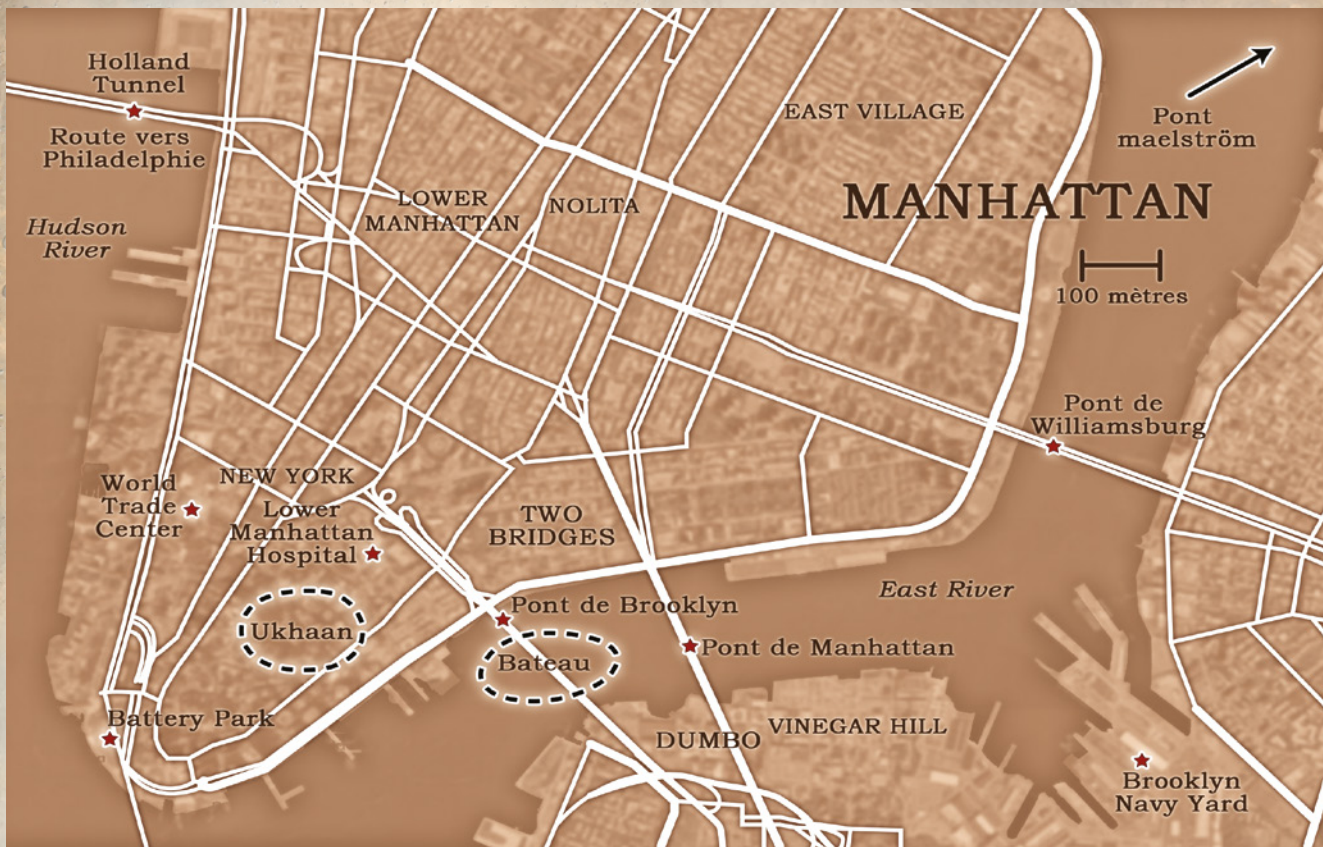 Holland
Tunnel
Route vers
Philadelphie
Hudson
River
LOWER
MANHATTAN
NOLITA
EAST VILLAGE
Pont
maelström
MANHATTAN
100 mètres
Pont de
Williamsburg
World
Trade
Center
NEW YORK
Lower
Manhattan
Hospital
TWO
BRIDGES
East River
Ukhaan
Pont de Brooklyn
Bateau
Pont de Manhattan
Battery Park
DUMBO
VINEGAR HILL
Brooklyn
Navy Yard